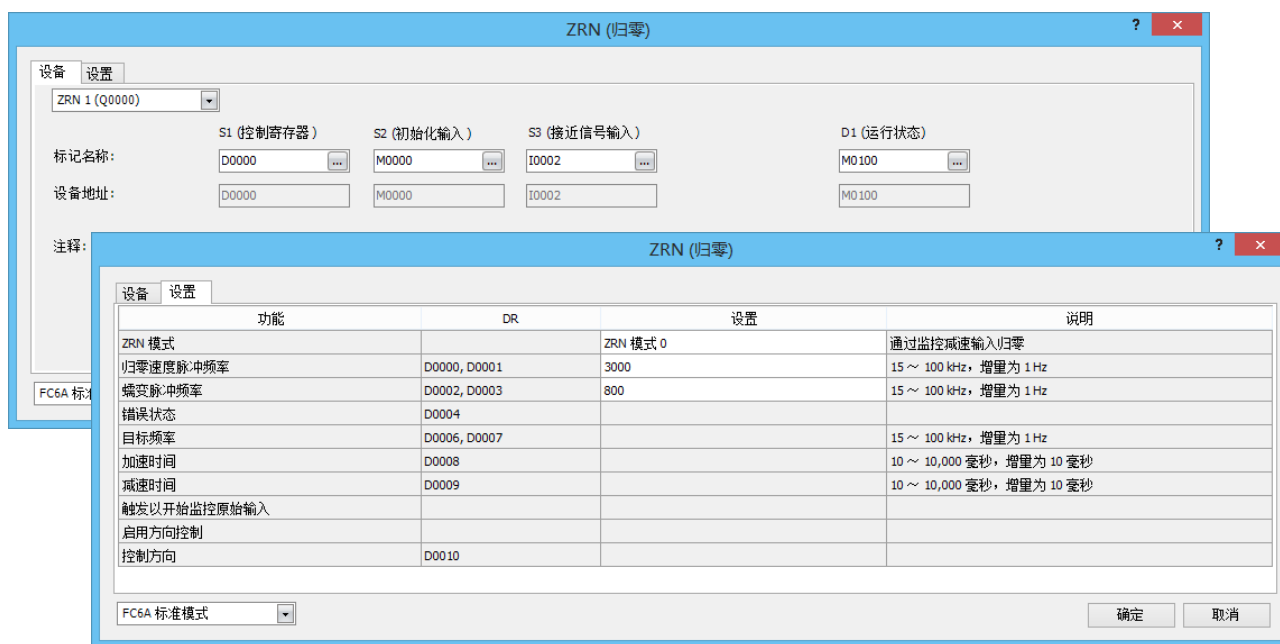 ZRN (归零)
? ×
设备 设置
ZRN 1 (Q0000)
S1 (控制寄存器) S2 (初始化输入) S3 (接近信号输入) D1 (运行状态)
标记名称: D0000 ... M0000 ... I0002 ... M0100 ...
设备地址: D0000 M0000 I0002 M0100
注释:
FC6A 标
ZRN (归零)
? ×
设备 设置
功能 DR 设置 说明
ZRN 模式 ZRN 模式 0 通过监控减速输入归零
归零速度脉冲频率 D0000, D0001 3000 15～ 100 kHz，增量为 1 Hz
蠕变脉冲频率 D0002, D0003 800 15～ 100 kHz，增量为 1 Hz
错误状态 D0004
目标频率 D0006, D0007 15～ 100 kHz，增量为 1 Hz
加速时间 D0008 10～ 10,000 毫秒，增量为 10 毫秒
减速时间 D0009 10～ 10,000 毫秒，增量为 10 毫秒
触发以开始监控原始输入
启用方向控制
控制方向 D0010
FC6A 标准模式 确定 取消